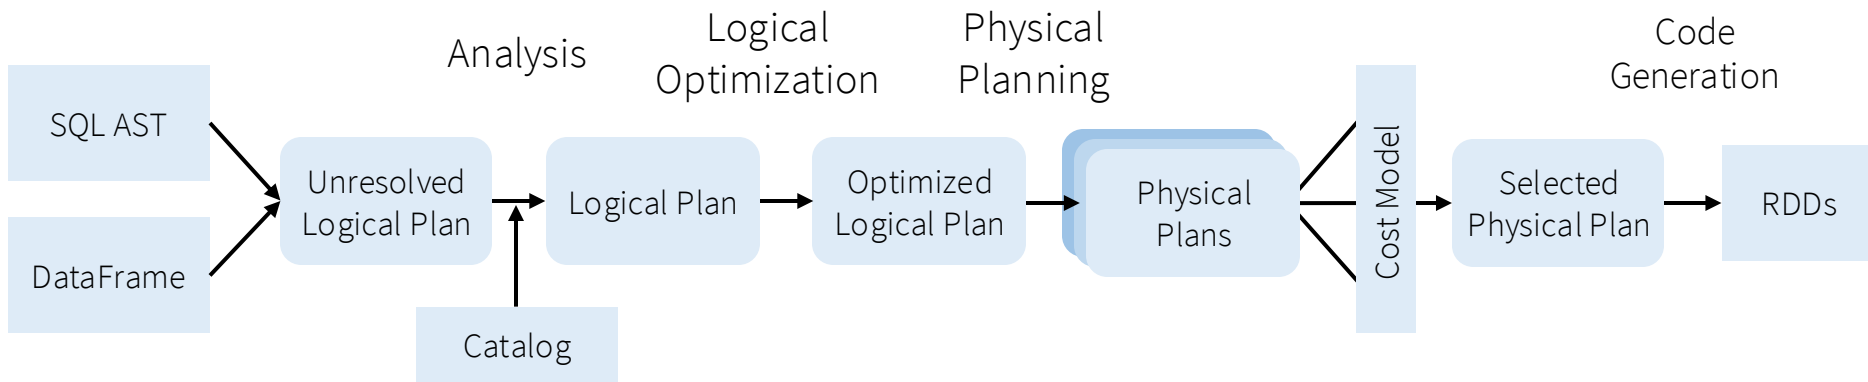 Analysis
Logical
Optimization
Physical
Planning
Code
Generation
SQL AST
DataFrame
Unresolved
Logical Plan
Catalog
Logical Plan
Optimized
Logical Plan
Physical
Plans
Cost Model
Selected
Physical Plan
RDDs